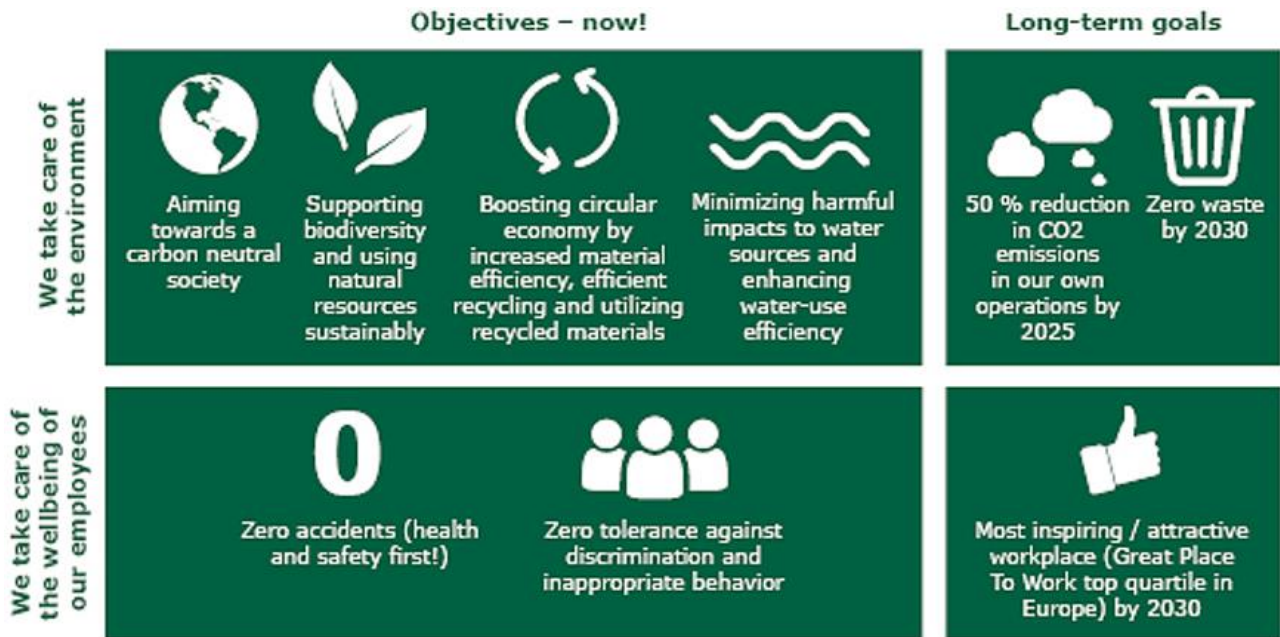 Objectives – now!
Long-term goals
We take care of
the environment
Aiming
towards a
carbon neutral
society
Supporting
biodiversity
and using
natural
resources
sustainably
Boosting circular
economy by
increased material
efficiency, efficient
recycling and utilizing
recycled materials
Minimizing harmful
impacts to water
sources and
enhancing
water-use
efficiency
50 % reduction
in CO2
emissions
in our own
operations by
2025
Zero waste
by 2030
We take care of
the wellbeing of
our employees
0
Zero accidents (health
and safety first!)
Zero tolerance against
discrimination and
inappropriate behavior
Most inspiring / attractive
workplace (Great Place
To Work top quartile in
Europe) by 2030